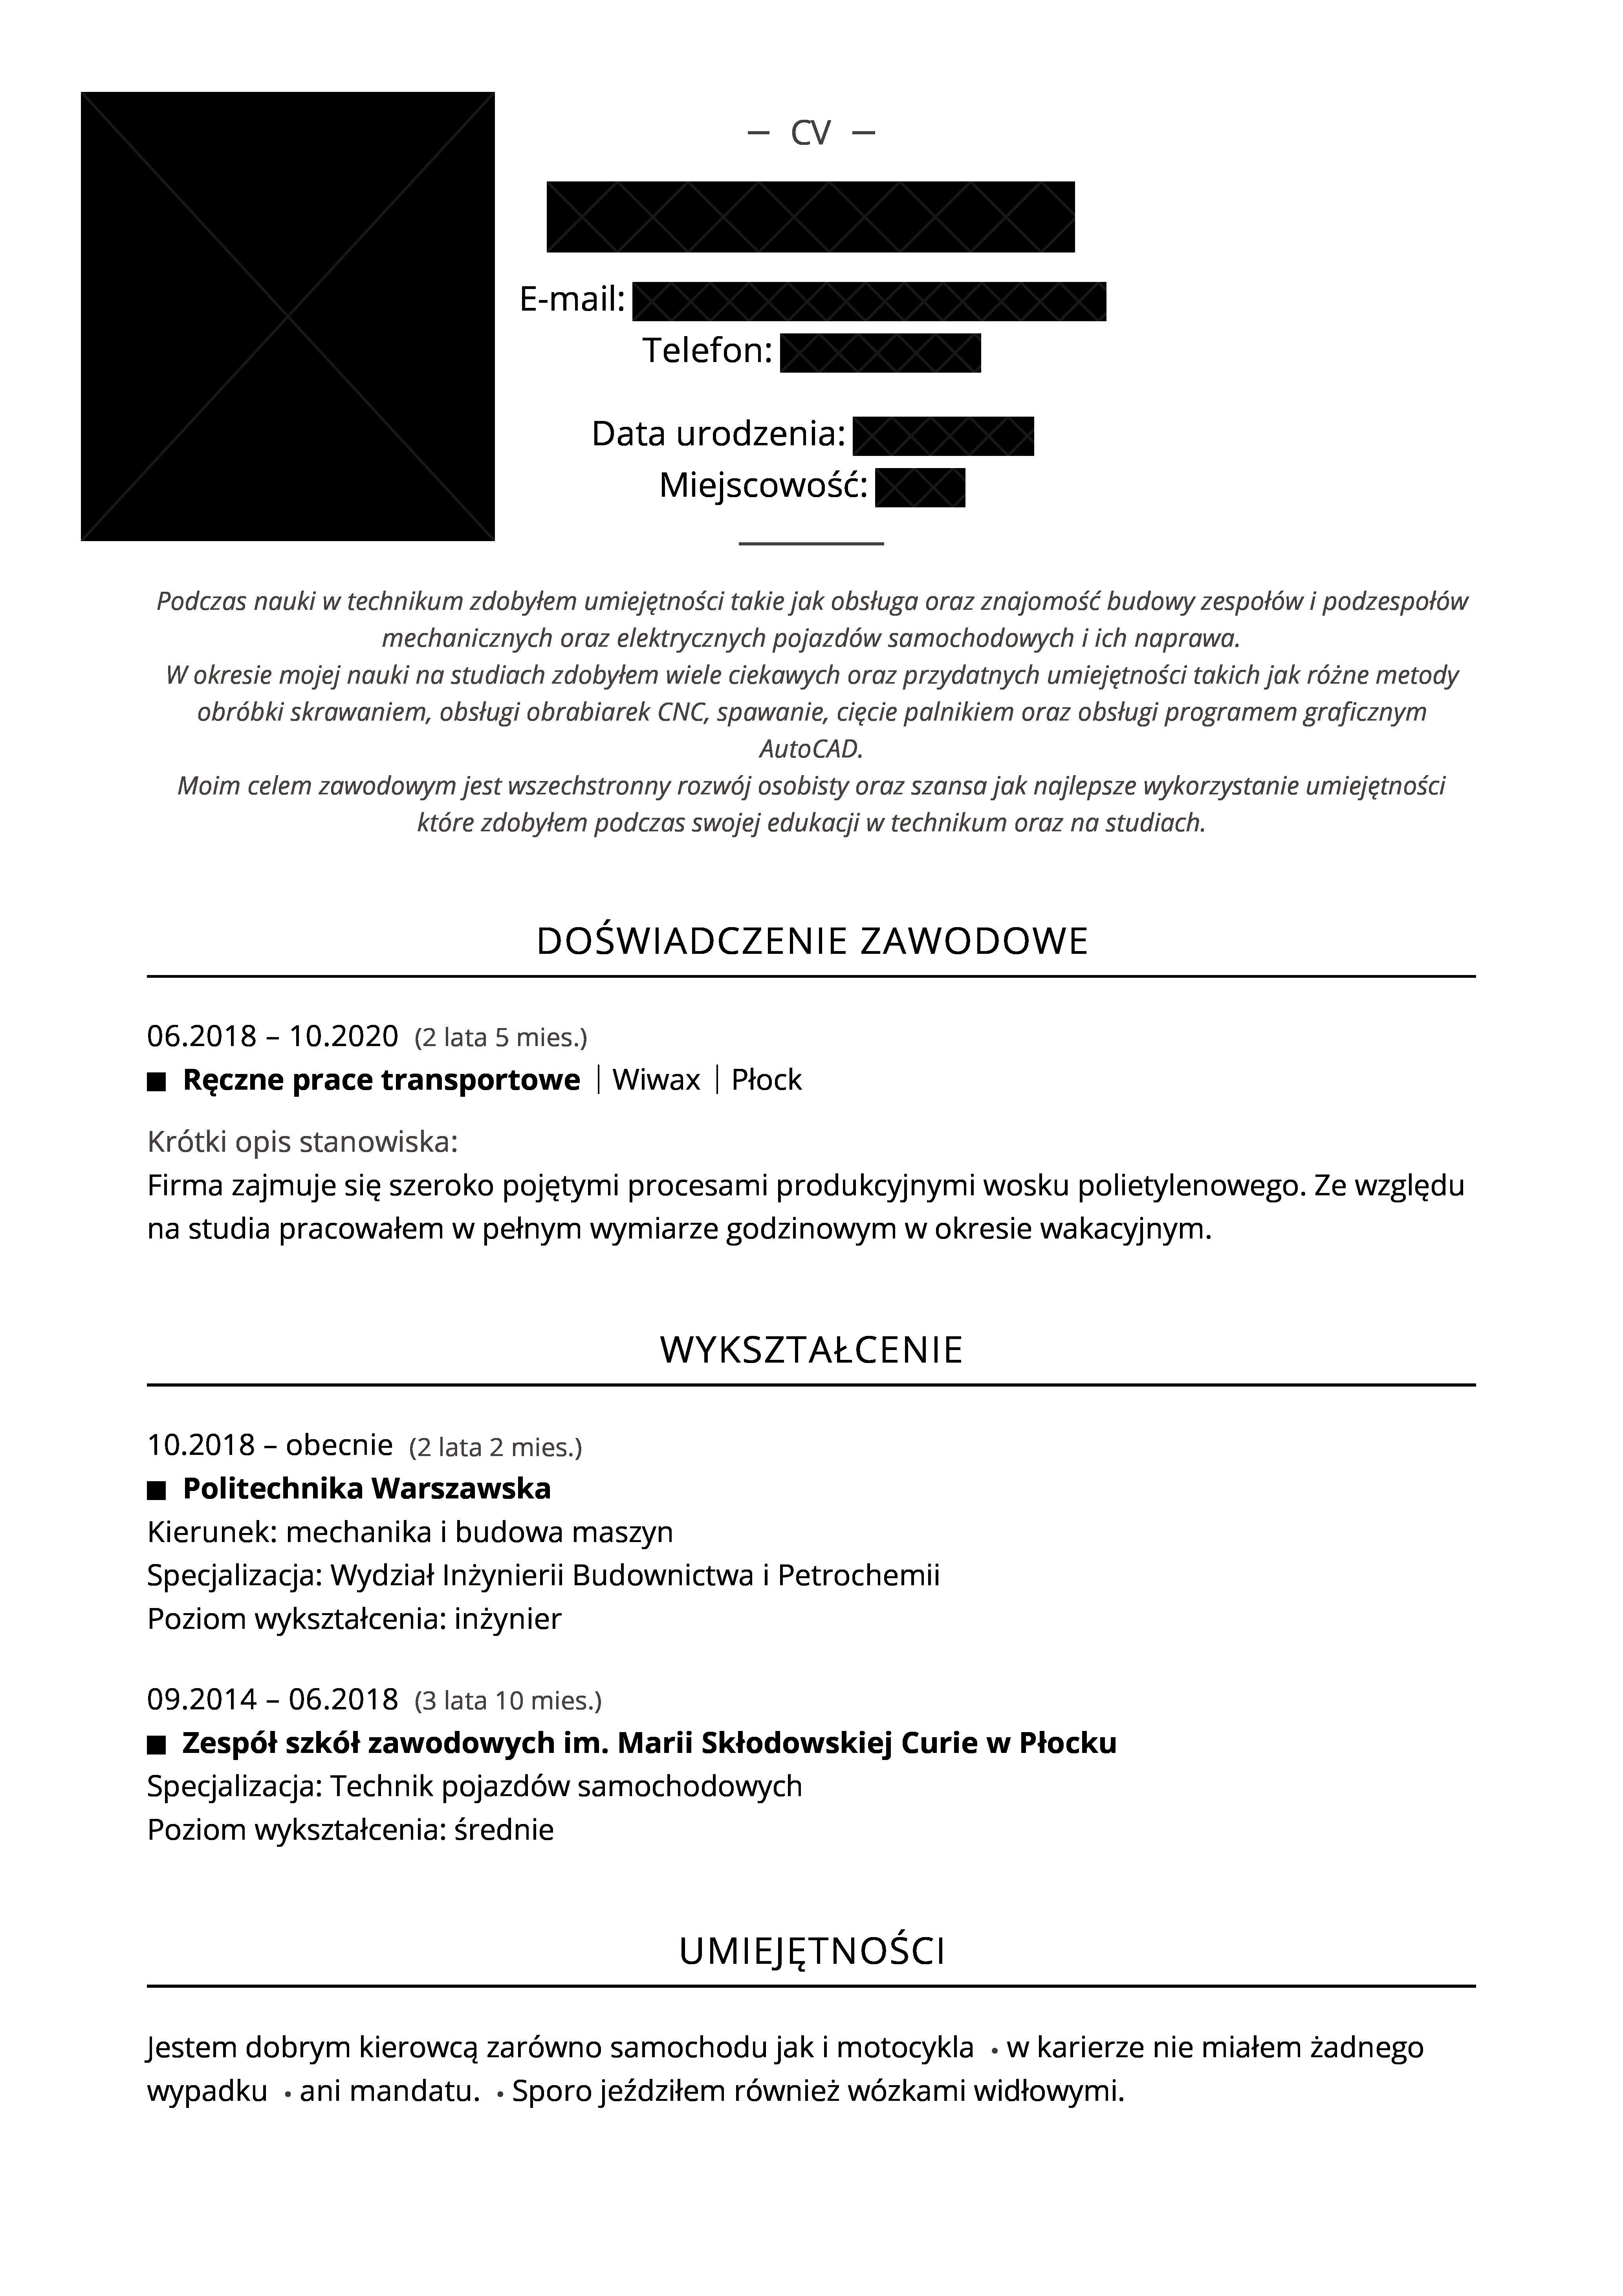 – CV –
E-mail:
Telefon:
Data urodzenia:
Miejscowość:
Podczas nauki w technikum zdobyłem umiejętności takie jak obsługa oraz znajomość budowy zespołów i podzespołów
mechanicznych oraz elektrycznych pojazdów samochodowych i ich naprawa.
W okresie mojej nauki na studiach zdobyłem wiele ciekawych oraz przydatnych umiejętności takich jak różne metody
obróbki skrawaniem, obsługi obrabiarek CNC, spawanie, cięcie palnikiem oraz obsługi programem graficznym
AutoCAD.
Moim celem zawodowym jest wszechstronny rozwój osobisty oraz szansa jak najlepsze wykorzystanie umiejętności
które zdobyłem podczas swojej edukacji w technikum oraz na studiach.
DOŚWIADCZENIE ZAWODOWE
06.2018 – 10.2020 (2 lata 5 mies.)
■ Ręczne prace transportowe | Wiwax | Płock
Krótki opis stanowiska:
Firma zajmuje się szeroko pojętymi procesami produkcyjnymi wosku polietylenowego. Ze względu
na studia pracowałem w pełnym wymiarze godzinowym w okresie wakacyjnym.
WYKSZTAŁCENIE
10.2018 – obecnie (2 lata 2 mies.)
■ Politechnika Warszawska
Kierunek: mechanika i budowa maszyn
Specjalizacja: Wydział Inżynierii Budownictwa i Petrochemii
Poziom wykształcenia: inżynier
09.2014 – 06.2018 (3 lata 10 mies.)
■ Zespół szkół zawodowych im. Marii Skłodowskiej Curie w Płocku
Specjalizacja: Technik pojazdów samochodowych
Poziom wykształcenia: średnie
UMIEJĘTNOŚCI
Jestem dobrym kierowcą zarówno samochodu jak i motocykla • w karierze nie miałem żadnego
wypadku • ani mandatu. • Sporo jeździłem również wózkami widłowymi.